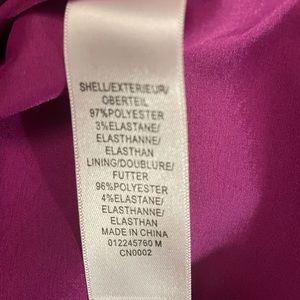 SHELL/EXTERIEUR/
OBERTEIL
97%POLYESTER
3%ELASTANE/
ELASTHANNE/
ELASTHAN
LINING/DOUBLURE/
FUTTER
96%POLYESTER
4%ELASTANE/
ELASTHANNE/
ELASTHAN
MADE IN CHINA
012245760 M
CN0002